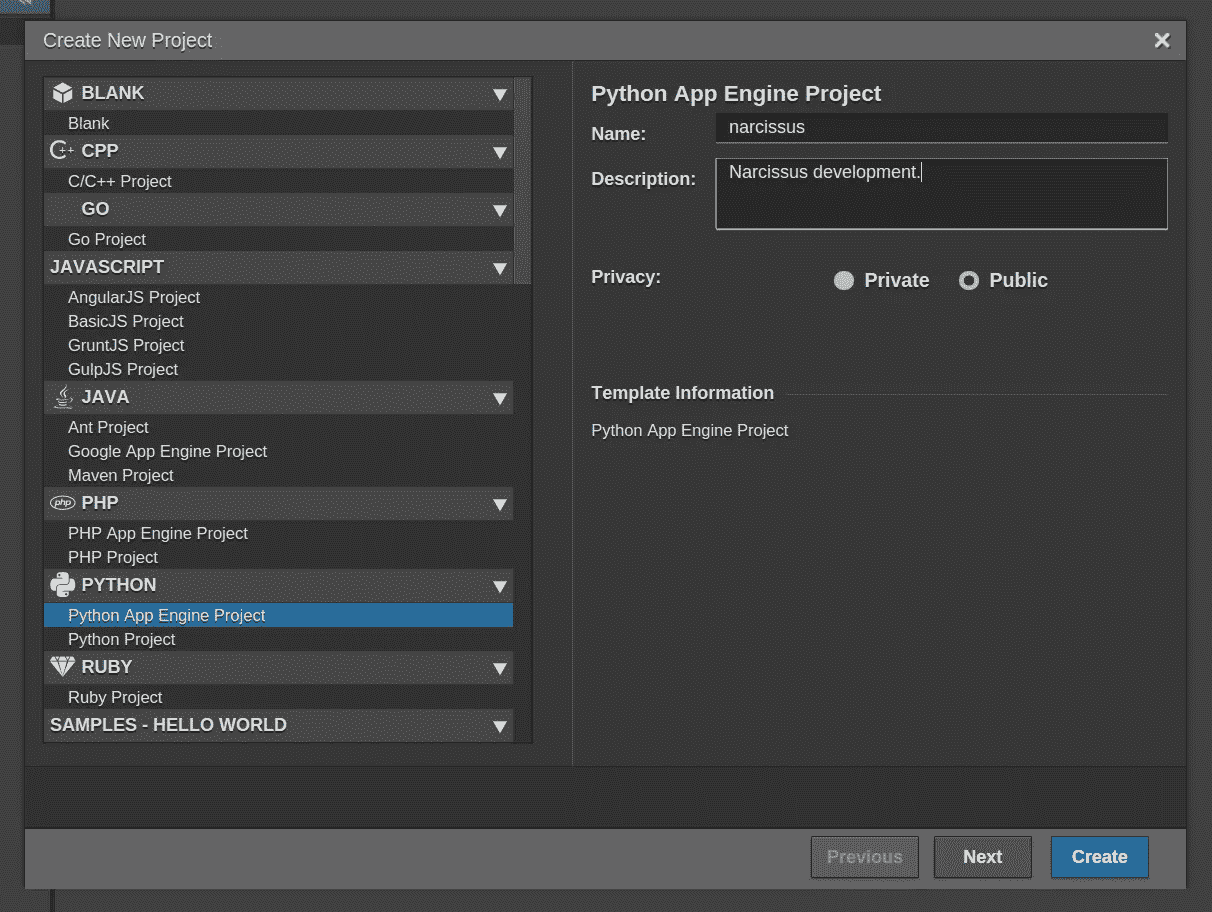 Create New Project
BLANK
Blank
CPP
C/C++ Project
GO
Go Project
JAVASCRIPT
AngularJS Project
BasicJS Project
GruntJS Project
GulpJS Project
JAVA
Ant Project
Google App Engine Project
Maven Project
php PHP
PHP App Engine Project
PHP Project
PYTHON
Python App Engine Project
Python Project
RUBY
Ruby Project
SAMPLES - HELLO WORLD
Python App Engine Project
Name: narcissus
Description: Narcissus development.
Privacy: Private Public
Template Information
Python App Engine Project
Previous Next Create